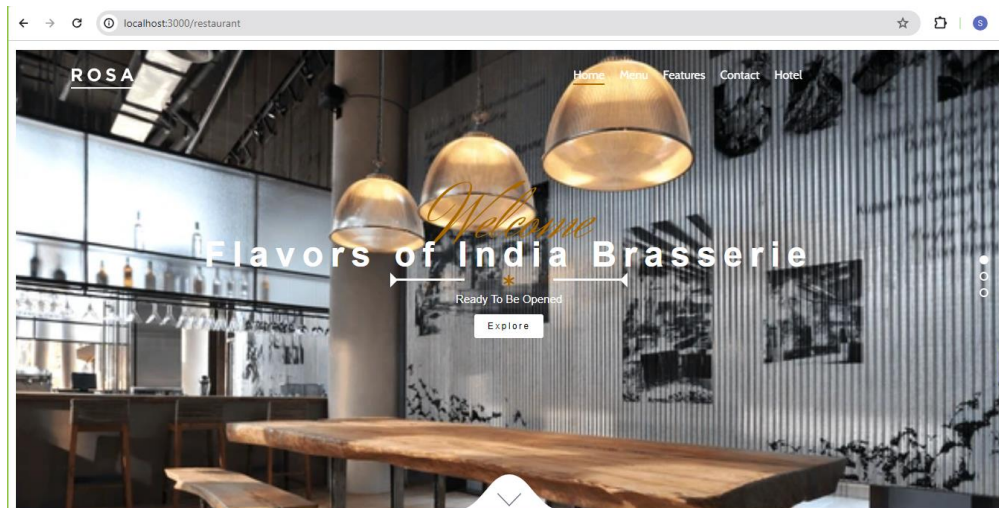 localhost:3000/restaurant
S
ROSA
Home Menu Features Contact Hotel
Welcome
Flavors of India Brasserie
*
Ready To Be Opened
Explore